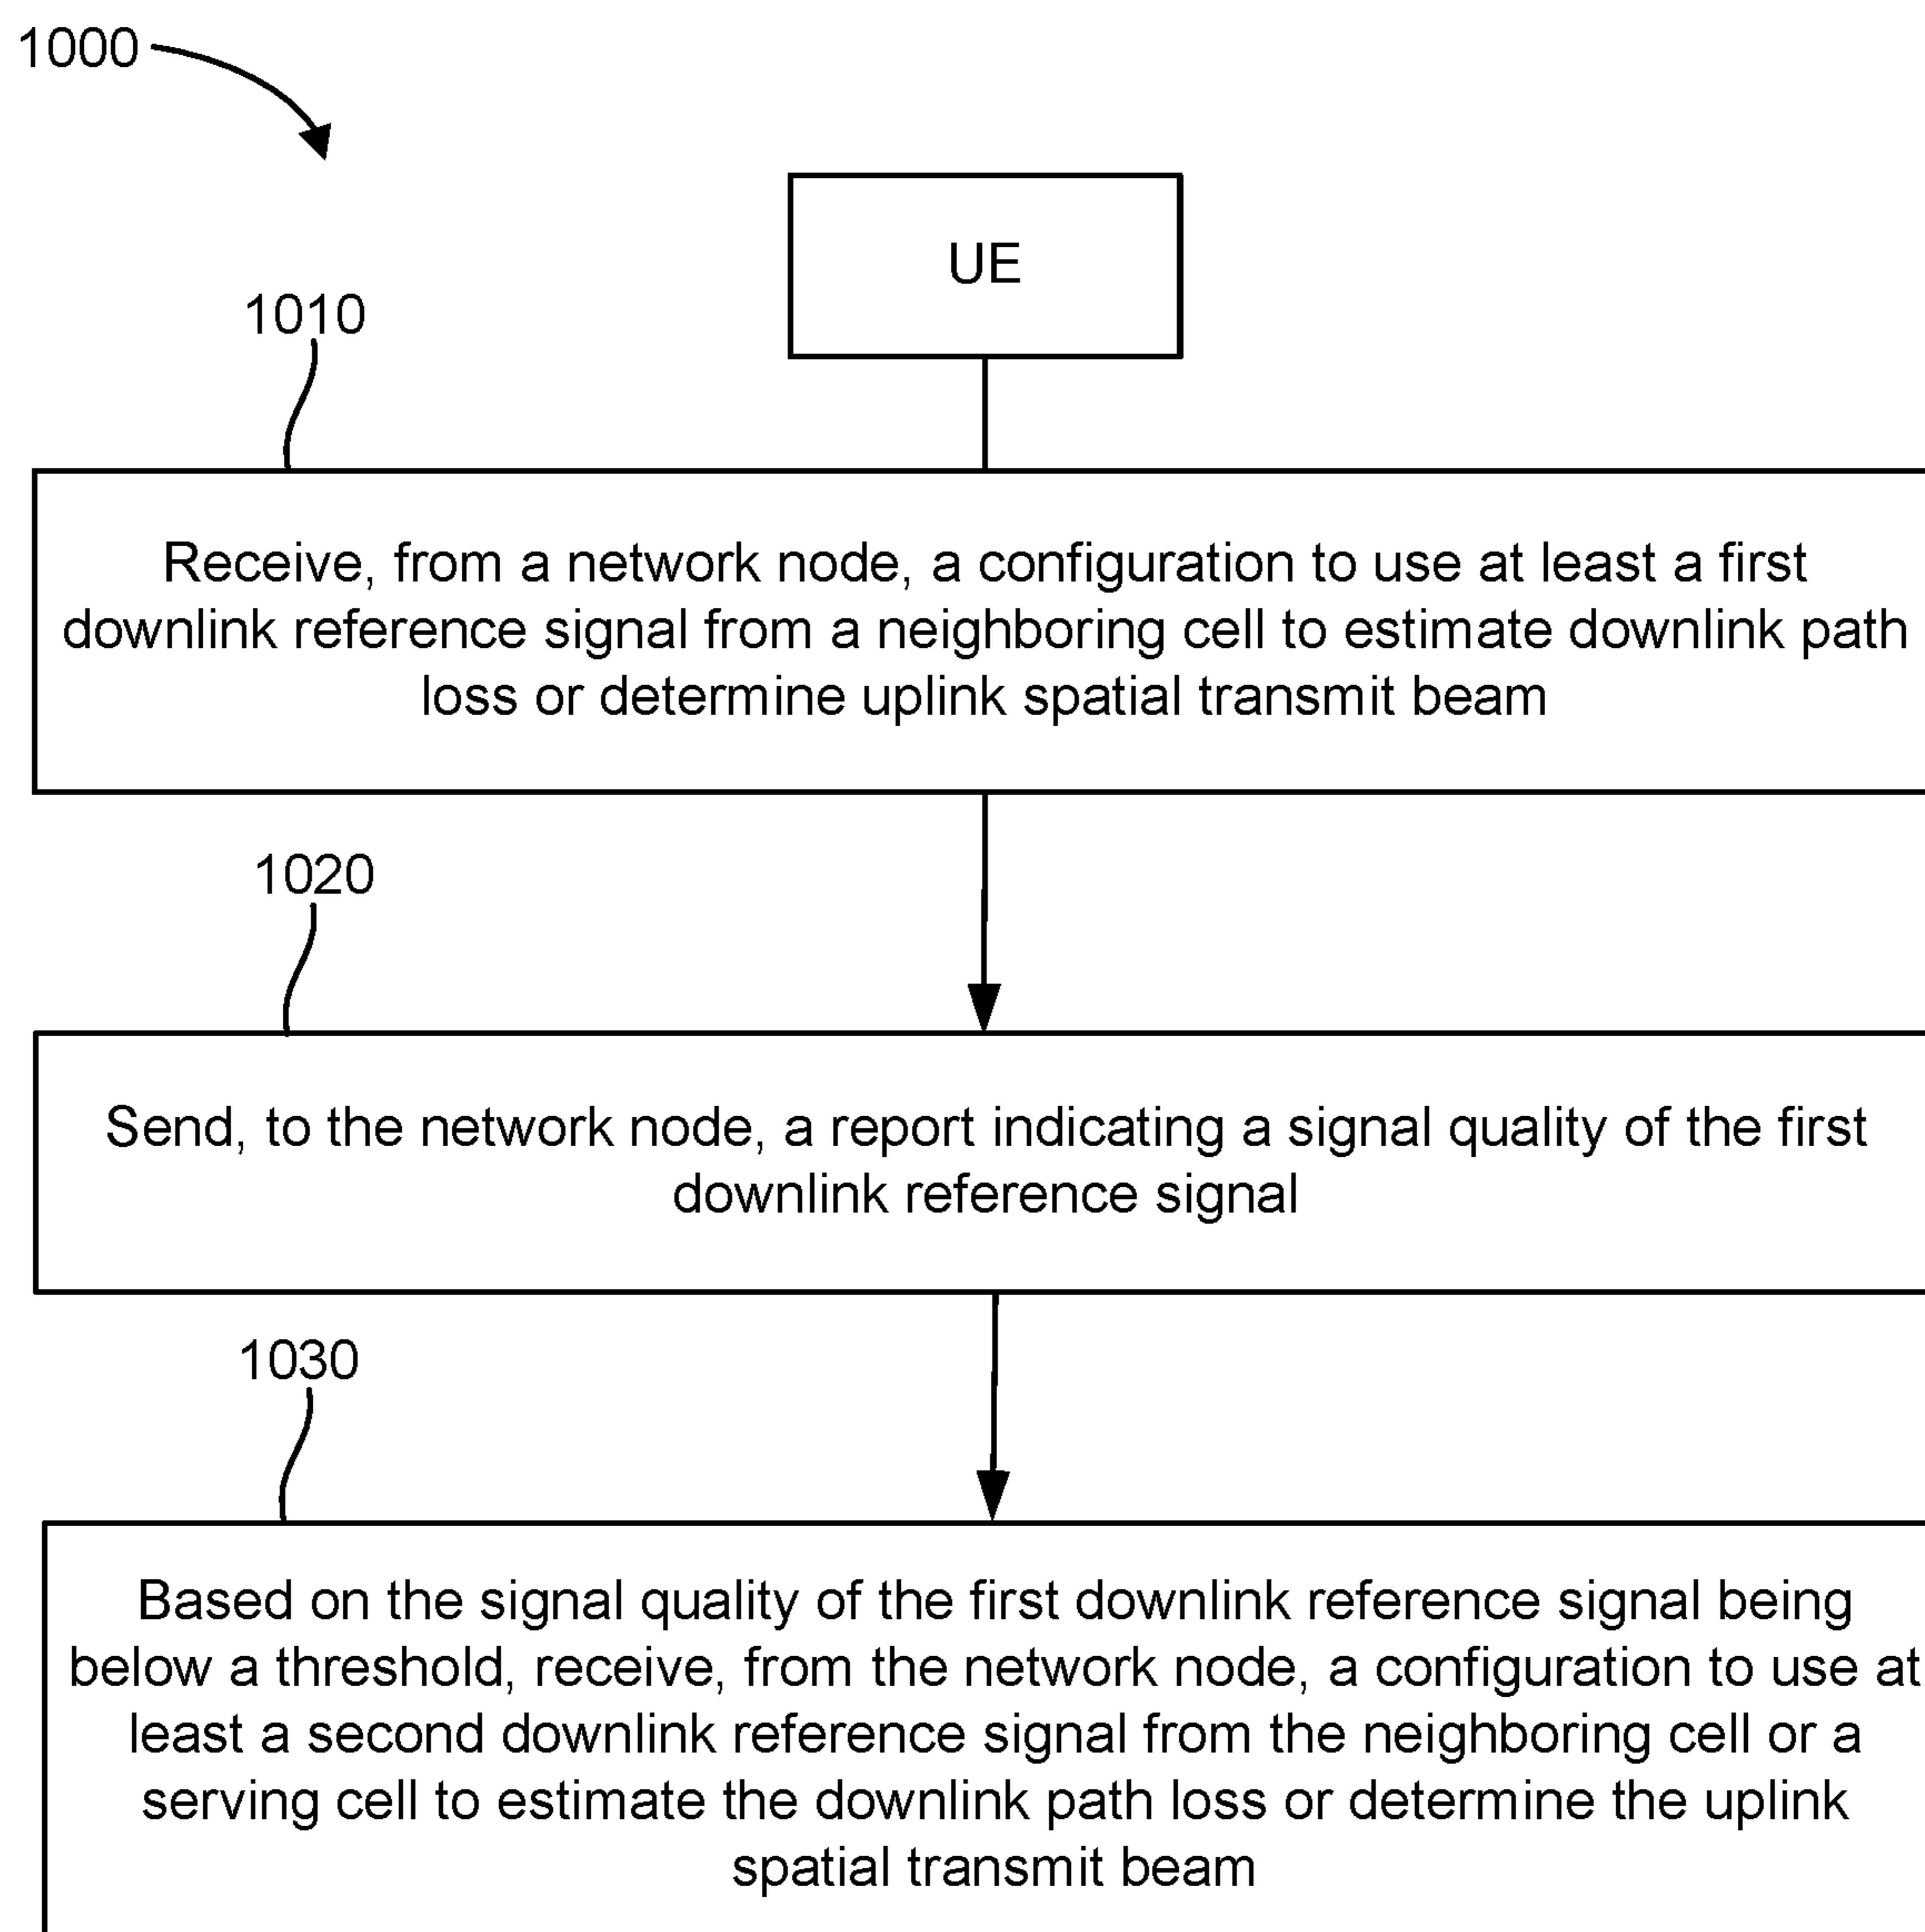 1000
UE
1010
Receive, from a network node, a configuration to use at least a first
downlink reference signal from a neighboring cell to estimate downlink path
loss or determine uplink spatial transmit beam
1020
Send, to the network node, a report indicating a signal quality of the first
downlink reference signal
1030
Based on the signal quality of the first downlink reference signal being
below a threshold, receive, from the network node, a configuration to use at
least a second downlink reference signal from the neighboring cell or a
serving cell to estimate the downlink path loss or determine the uplink
spatial transmit beam